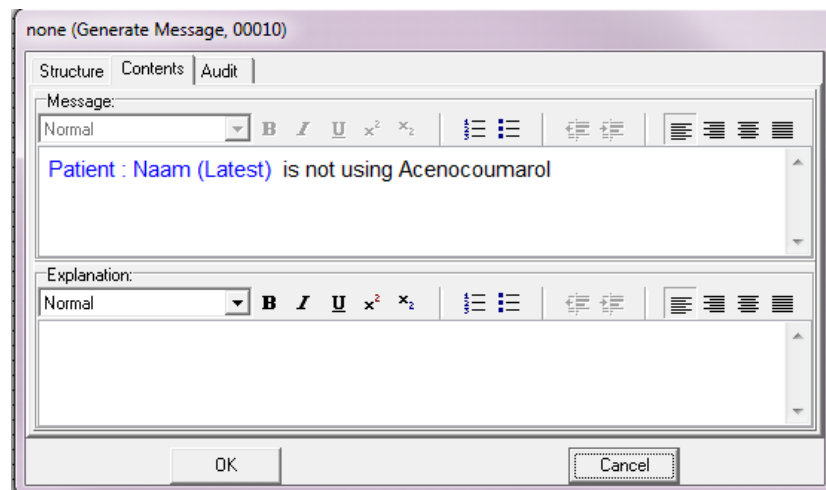 none (Generate Message, 00010)
Structure Contents Audit
Message:
Normal B I U x² x₂
Patient : Naam (Latest) is not using Acenocoumarol
Explanation:
Normal B I U x² x₂
OK Cancel